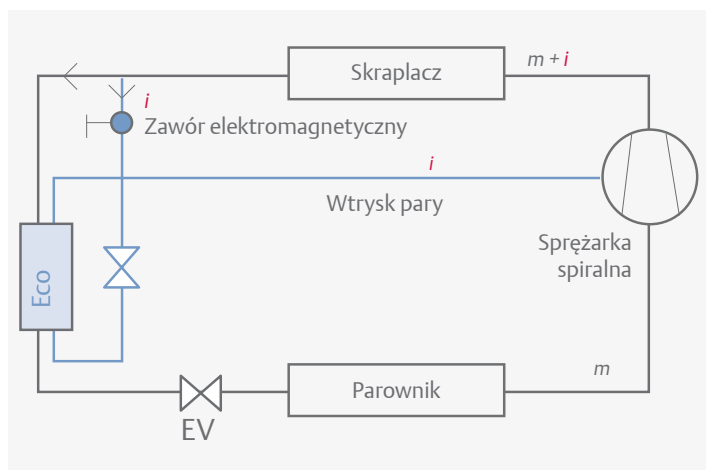 Skraplacz
m + i
i
Zawór elektromagnetyczny
i
Wtrysk pary
Sprężarka
spiralna
Eco
m
Parownik
EV